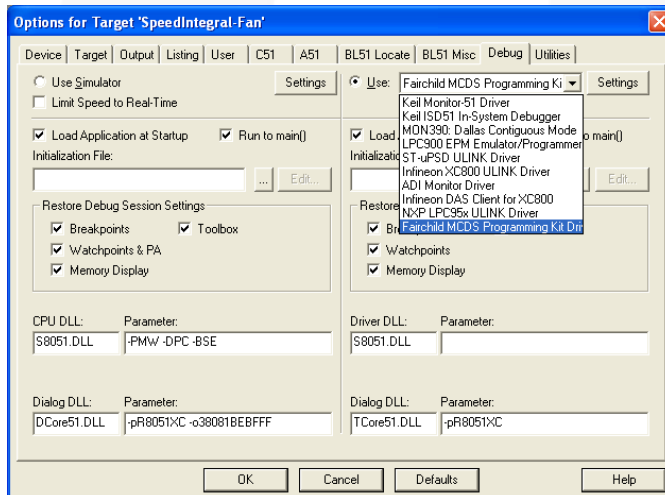 Options for Target 'SpeedIntegral-Fan'
Device Target Output Listing User C51 A51 BL51 Locate BL51 Misc Debug Utilities
Use Simulator Settings
Limit Speed to Real-Time
Use: Fairchild MCDS Programming Ki Settings
Keil Monitor-51 Driver
Keil ISD51 In-System Debugger
MON390: Dallas Contiguous Mode
LPC900 EPM Emulator/Programmer
ST-uPSD ULINK Driver
Infineon XC800 ULINK Driver
ADI Monitor Driver
Infineon DAS Client for XC800
NXP LPC95x ULINK Driver
Fairchild MCDS Programming Kit Dri
Load Application at Startup Run to main()
Initialization File:
... Edit...
Restore Debug Session Settings
Breakpoints Toolbox
Watchpoints & PA
Memory Display
Load main()
Initializatio
Edit...
Restore
Br
Watchpoints
Memory Display
CPU DLL: Parameter:
S8051.DLL -PMW -DPC -BSE
Driver DLL: Parameter:
S8051.DLL
Dialog DLL: Parameter:
DCore51.DLL -pR8051XC -o38081BEBFFF
Dialog DLL: Parameter:
TCore51.DLL -pR8051XC
OK Cancel Defaults Help